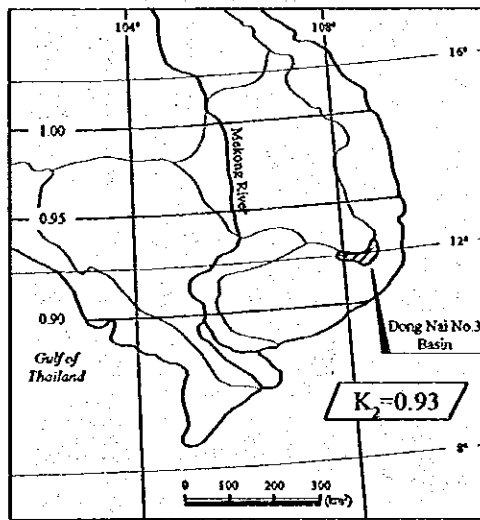 104°
108°
16°
1.00
Mekong River
0.95
12°
0.90
Dong Nai No.3
Basin
Gulf of
Thailand
K₂=0.93
8°
0 100 200 300 (km²)